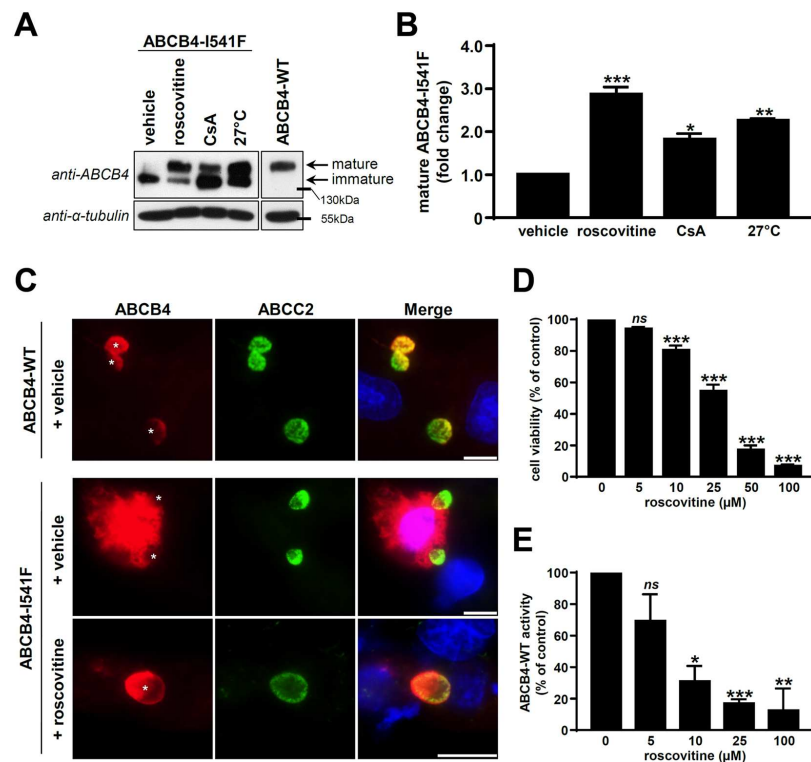 A
ABCB4-I541F
vehicle
roscovitine
CsA
27°C
ABCB4-WT
anti-ABCB4
mature
immature
130kDa
anti-α-tubulin
55kDa
B
mature ABCB4-I541F
(fold change)
4.0
3.0
2.0
1.0
0
***
*
**
vehicle roscovitine CsA 27°C
C
ABCB4 ABCC2 Merge
ABCB4-WT
+ vehicle
*
*
*
ABCB4-I541F
+ vehicle
*
*
+ roscovitine
*
D
cell viability (% of control)
100
80
60
40
20
0
ns
***
***
***
***
0 5 10 25 50 100
roscovitine (µM)
E
ABCB4-WT activity
(% of control)
100
80
60
40
20
0
ns
*
***
**
0 5 10 25 100
roscovitine (µM)